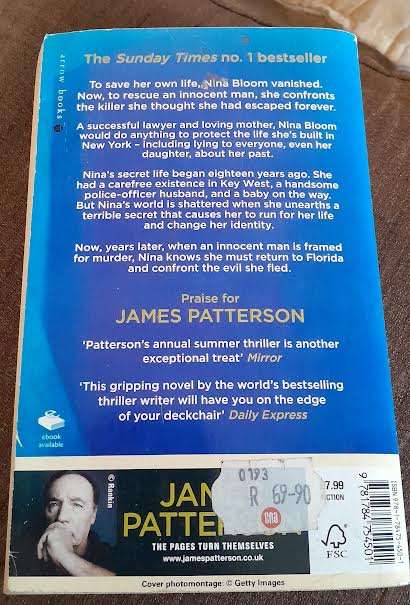 arrow books
The Sunday Times no. 1 bestseller
To save her own life, Nina Bloom vanished.
Now, to rescue an innocent man, she confronts
the killer she thought she had escaped forever.
A successful lawyer and loving mother, Nina Bloom
would do anything to protect the life she's built in
New York – including lying to everyone, even her
daughter, about her past.
Nina's secret life began eighteen years ago. She
had a carefree existence in Key West, a handsome
police-officer husband, and a baby on the way.
But Nina's world is shattered when she unearths a
terrible secret that causes her to run for her life
and change her identity.
Now, years later, when an innocent man is framed
for murder, Nina knows she must return to Florida
and confront the evil she fled.
Praise for
JAMES PATTERSON
'Patterson's annual summer thriller is another
exceptional treat' Mirror
'This gripping novel by the world's bestselling
thriller writer will have you on the edge
of your deckchair' Daily Express
ebook
available
© Rankin
JAM
PATTE
THE PAGES TURN THEMSELVES
www.jamespatterson.co.uk
0193
R 69-90
cna
7.99
CTION
FSC
Cover photomontage: © Getty Images